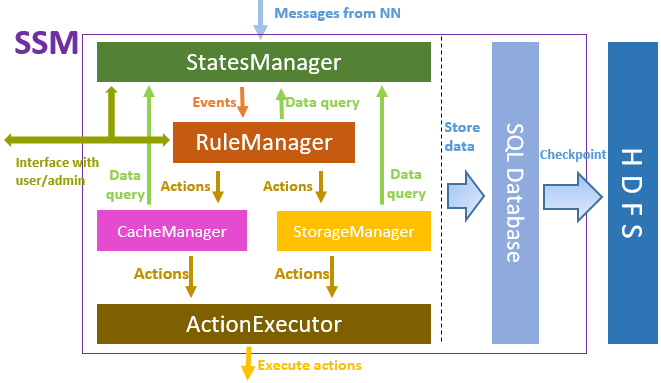 Messages from NN
SSM
StatesManager
Events
Data query
RuleManager
Interface with
user/admin
Data
query
Actions
Actions
Data
query
CacheManager
StorageManager
Actions
Actions
ActionExecutor
Execute actions
Store
data
SQL Database
Checkpoint
HDFS